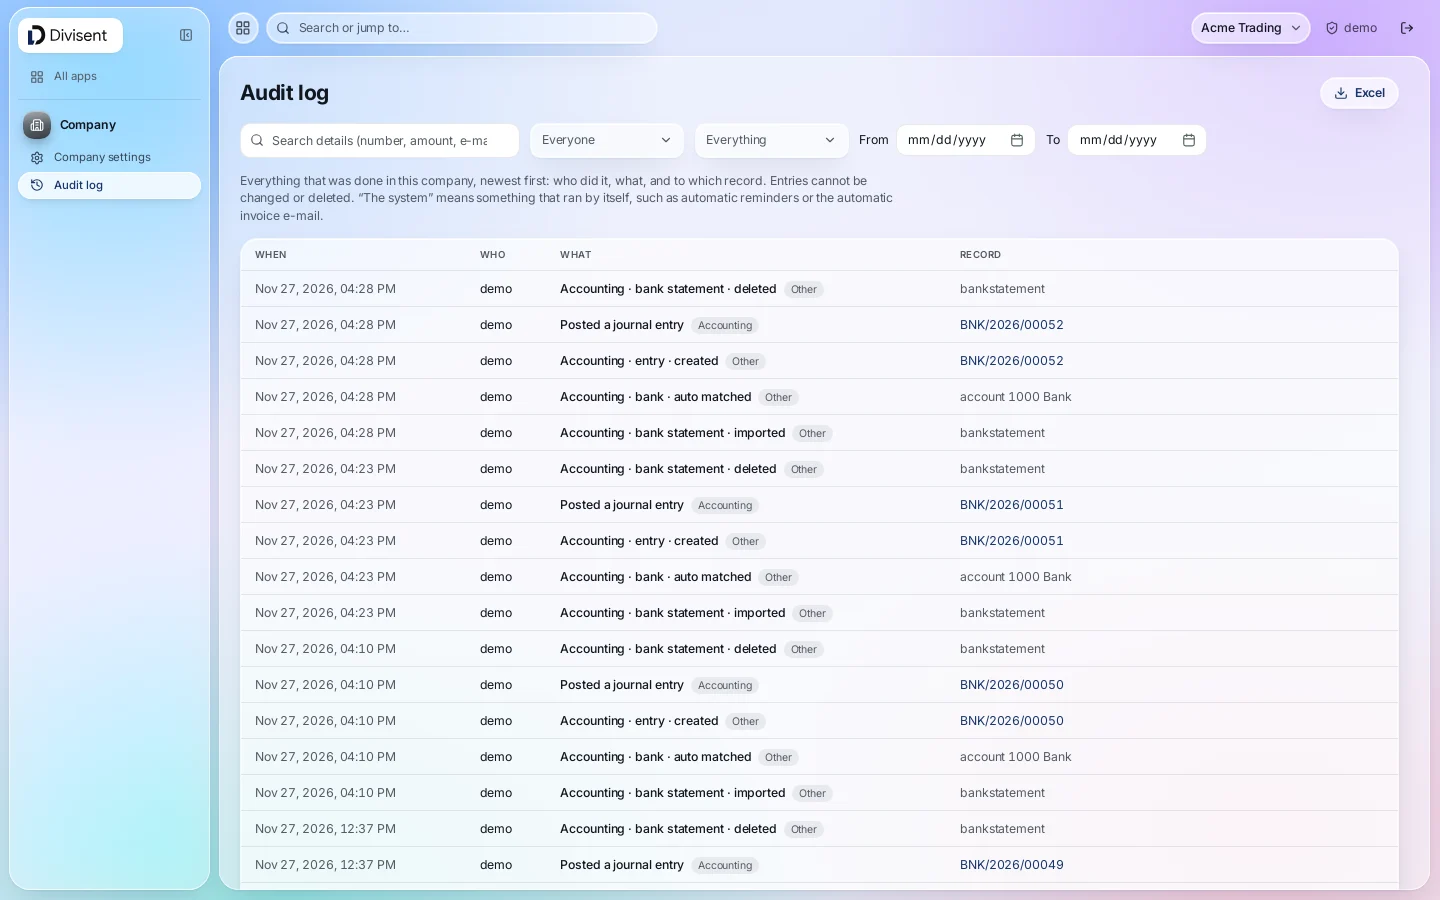 Divisent
Search or jump to...
Acme Trading
demo
All apps
Company
Company settings
Audit log
Audit log
Excel
Search details (number, amount, e-ma
Everyone
Everything
From
mm/dd/yyyy
To
mm/dd/yyyy
Everything that was done in this company, newest first: who did it, what, and to which record. Entries cannot be
changed or deleted. “The system” means something that ran by itself, such as automatic reminders or the automatic
invoice e-mail.
WHEN WHO WHAT RECORD
Nov 27, 2026, 04:28 PM demo Accounting · bank statement · deleted Other bankstatement
Nov 27, 2026, 04:28 PM demo Posted a journal entry Accounting BNK/2026/00052
Nov 27, 2026, 04:28 PM demo Accounting · entry · created Other BNK/2026/00052
Nov 27, 2026, 04:28 PM demo Accounting · bank · auto matched Other account 1000 Bank
Nov 27, 2026, 04:28 PM demo Accounting · bank statement · imported Other bankstatement
Nov 27, 2026, 04:23 PM demo Accounting · bank statement · deleted Other bankstatement
Nov 27, 2026, 04:23 PM demo Posted a journal entry Accounting BNK/2026/00051
Nov 27, 2026, 04:23 PM demo Accounting · entry · created Other BNK/2026/00051
Nov 27, 2026, 04:23 PM demo Accounting · bank · auto matched Other account 1000 Bank
Nov 27, 2026, 04:23 PM demo Accounting · bank statement · imported Other bankstatement
Nov 27, 2026, 04:10 PM demo Accounting · bank statement · deleted Other bankstatement
Nov 27, 2026, 04:10 PM demo Posted a journal entry Accounting BNK/2026/00050
Nov 27, 2026, 04:10 PM demo Accounting · entry · created Other BNK/2026/00050
Nov 27, 2026, 04:10 PM demo Accounting · bank · auto matched Other account 1000 Bank
Nov 27, 2026, 04:10 PM demo Accounting · bank statement · imported Other bankstatement
Nov 27, 2026, 12:37 PM demo Accounting · bank statement · deleted Other bankstatement
Nov 27, 2026, 12:37 PM demo Posted a journal entry Accounting BNK/2026/00049